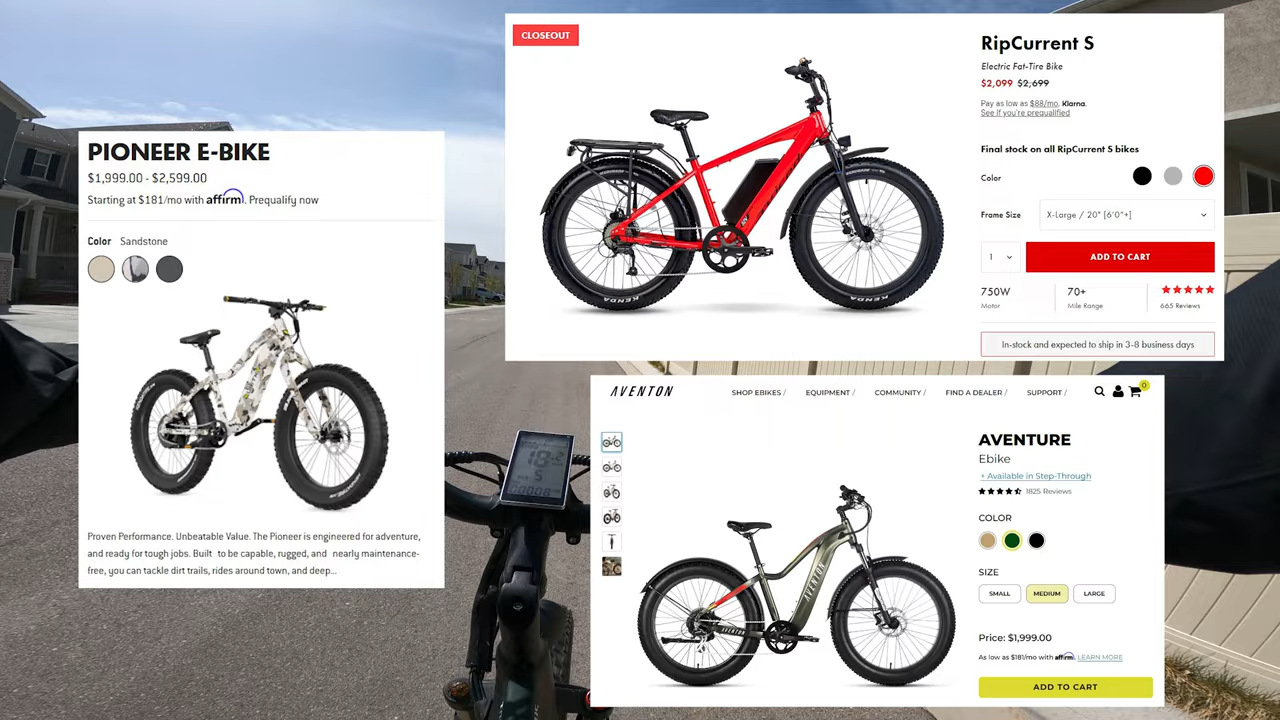 PIONEER E-BIKE
$1,999.00 - $2,599.00
Starting at $181/mo with affirm. Prequalify now
Color Sandstone
Proven Performance. Unbeatable Value. The Pioneer is engineered for adventure,
and ready for tough jobs. Built to be capable, rugged, and nearly maintenance-
free, you can tackle dirt trails, rides around town, and deep...
CLOSEOUT
RipCurrent S
Electric Fat-Tire Bike
$2,099 $2,699
Pay as low as $88/mo. Klarna.
See if you're prequalified
Final stock on all RipCurrent S bikes
Color
Frame Size X-Large / 20" [6'0"+]
1 ADD TO CART
750W 70+
Motor Mile Range 665 Reviews
In-stock and expected to ship in 3-8 business days
KENDA KENDA
AVENTON SHOP EBIKES / EQUIPMENT / COMMUNITY / FIND A DEALER / SUPPORT / 0
AVENTURE
Ebike
+ Available in Step-Through
1825 Reviews
COLOR
SIZE
SMALL MEDIUM LARGE
Price: $1,999.00
As low as $181/mo with affirm. LEARN MORE
ADD TO CART
AVENTON
AVENTON
18.2
S